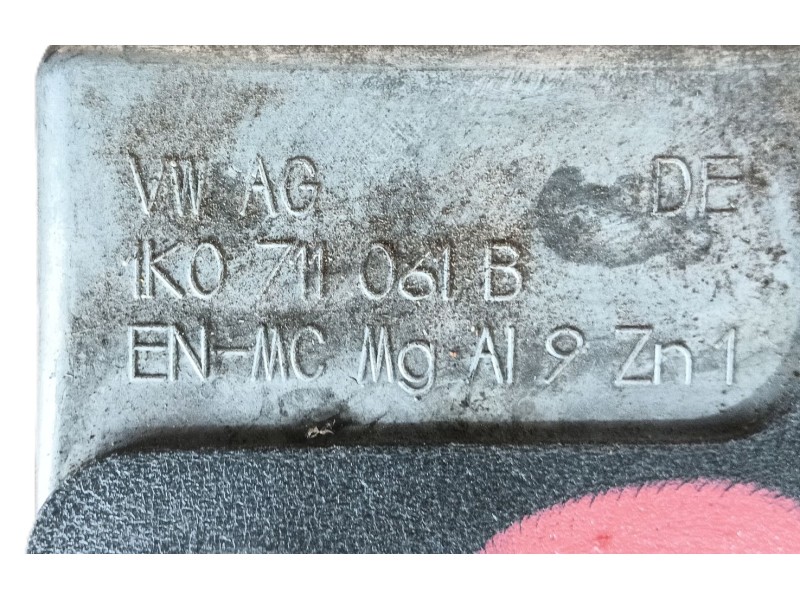 VW AG DE
1K0 711 061 B
EN-MC Mg Al 9 Zn 1